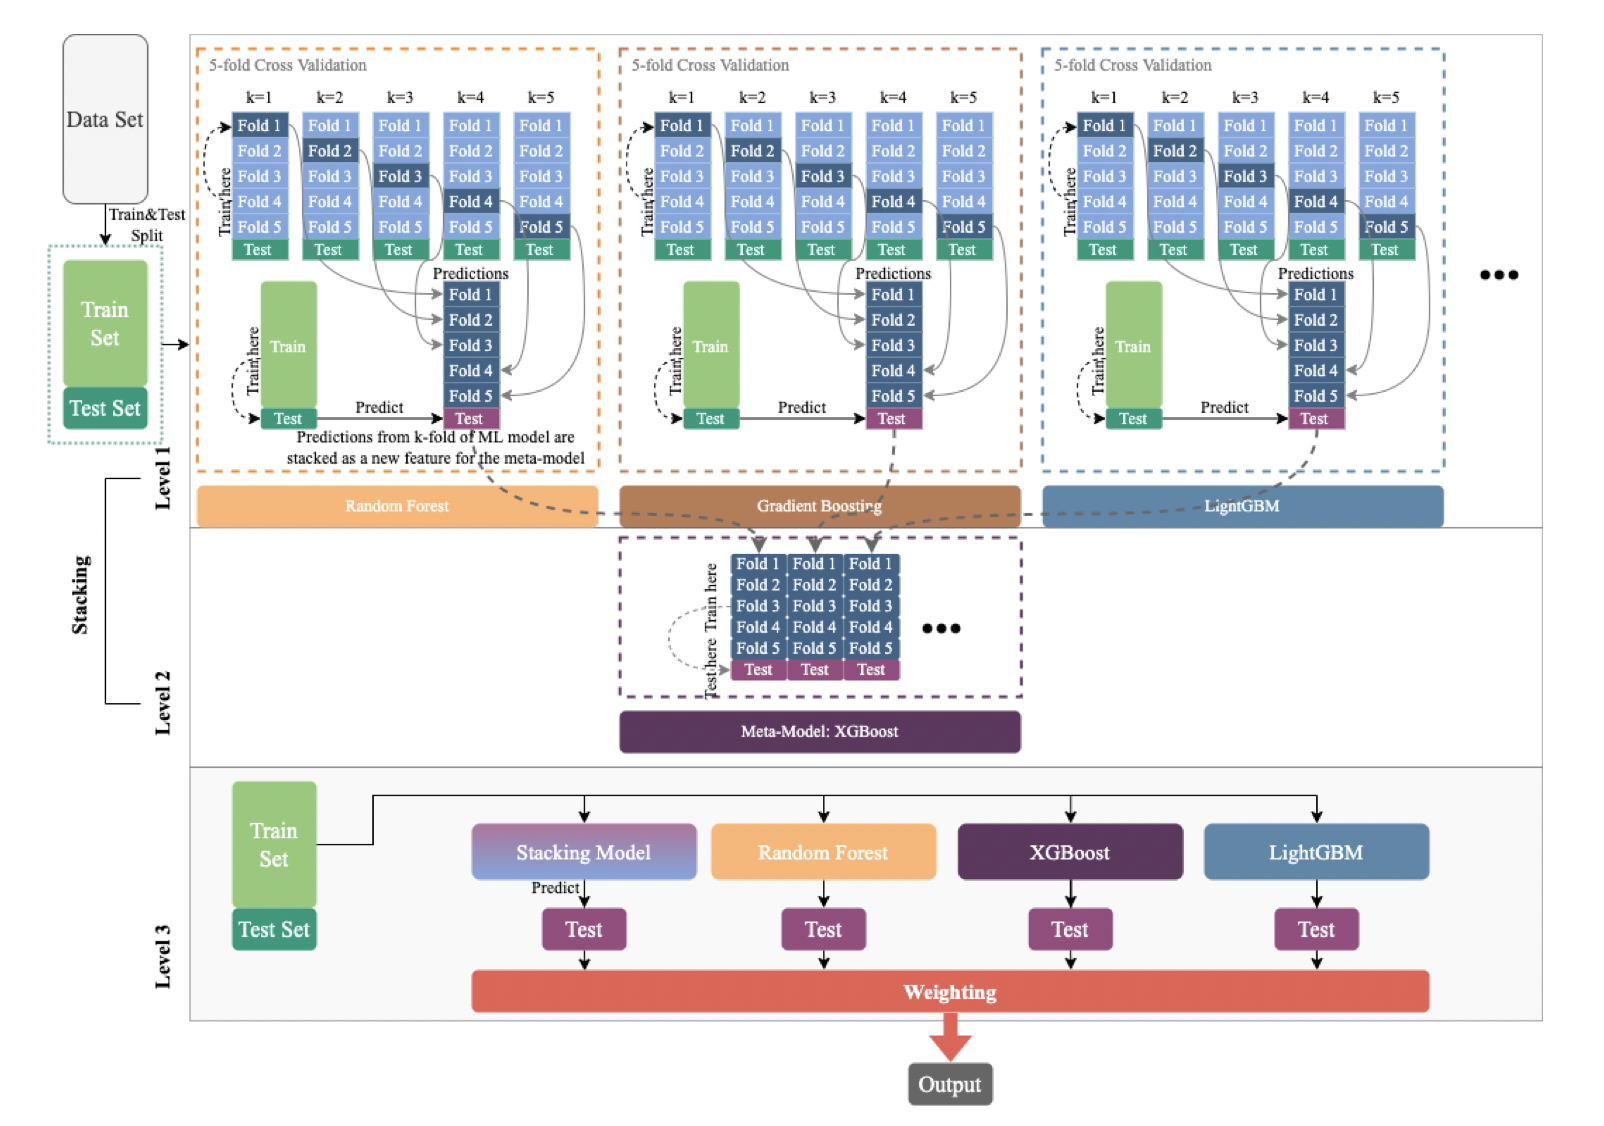 Data Set
Train&Test
Split
Train
Set
Test Set
Level 1
Stacking
Level 2
Level 3
5-fold Cross Validation
k=1 k=2 k=3 k=4 k=5
Fold 1 Fold 1 Fold 1 Fold 1 Fold 1
Fold 2 Fold 2 Fold 2 Fold 2 Fold 2
Fold 3 Fold 3 Fold 3 Fold 3 Fold 3
Fold 4 Fold 4 Fold 4 Fold 4 Fold 4
Fold 5 Fold 5 Fold 5 Fold 5 Fold 5
Test Test Test Test Test
Train here
Predictions
Fold 1
Fold 2
Fold 3
Fold 4
Fold 5
Test
Train
Train here
Test
Predict
Predictions from k-fold of ML model are
stacked as a new feature for the meta-model
Random Forest
5-fold Cross Validation
k=1 k=2 k=3 k=4 k=5
Fold 1 Fold 1 Fold 1 Fold 1 Fold 1
Fold 2 Fold 2 Fold 2 Fold 2 Fold 2
Fold 3 Fold 3 Fold 3 Fold 3 Fold 3
Fold 4 Fold 4 Fold 4 Fold 4 Fold 4
Fold 5 Fold 5 Fold 5 Fold 5 Fold 5
Test Test Test Test Test
Train here
Predictions
Fold 1
Fold 2
Fold 3
Fold 4
Fold 5
Test
Train
Train here
Test
Predict
Gradient Boosting
5-fold Cross Validation
k=1 k=2 k=3 k=4 k=5
Fold 1 Fold 1 Fold 1 Fold 1 Fold 1
Fold 2 Fold 2 Fold 2 Fold 2 Fold 2
Fold 3 Fold 3 Fold 3 Fold 3 Fold 3
Fold 4 Fold 4 Fold 4 Fold 4 Fold 4
Fold 5 Fold 5 Fold 5 Fold 5 Fold 5
Test Test Test Test Test
Train here
Predictions
Fold 1
Fold 2
Fold 3
Fold 4
Fold 5
Test
Train
Train here
Test
Predict
LightGBM
Fold 1 Fold 1 Fold 1
Fold 2 Fold 2 Fold 2
Fold 3 Fold 3 Fold 3
Fold 4 Fold 4 Fold 4
Fold 5 Fold 5 Fold 5
Test Test Test
Train here
Test here
Meta-Model: XGBoost
Train
Set
Test Set
Stacking Model Random Forest XGBoost LightGBM
Predict
Test Test Test Test
Weighting
Output